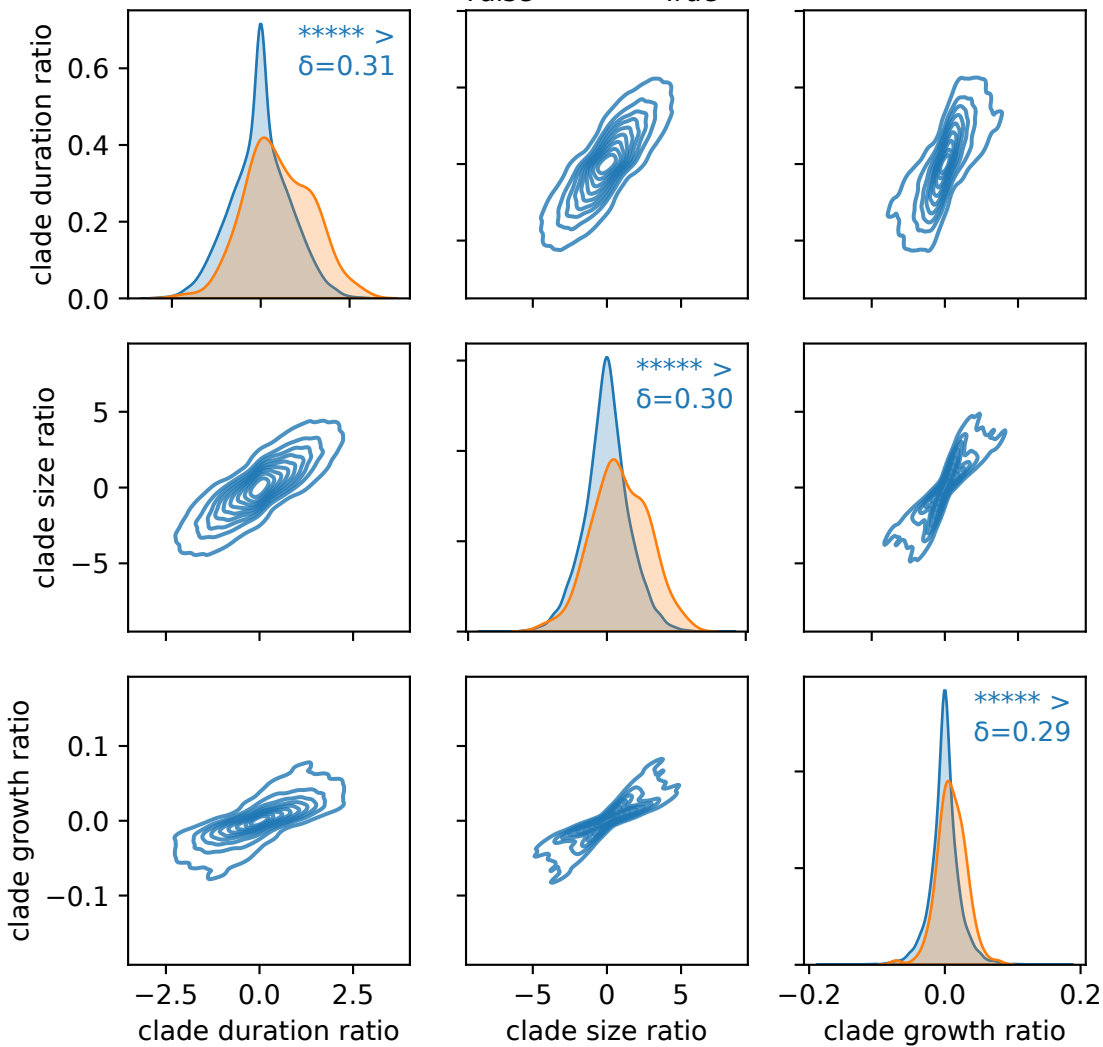 clade duration ratio
0.6
0.4
0.2
0.0
***** >
δ=0.31
clade size ratio
5
0
−5
***** >
δ=0.30
clade growth ratio
0.1
0.0
−0.1
***** >
δ=0.29
−2.5 0.0 2.5
−5 0 5
−0.2 0.0 0.2
clade duration ratio
clade size ratio
clade growth ratio